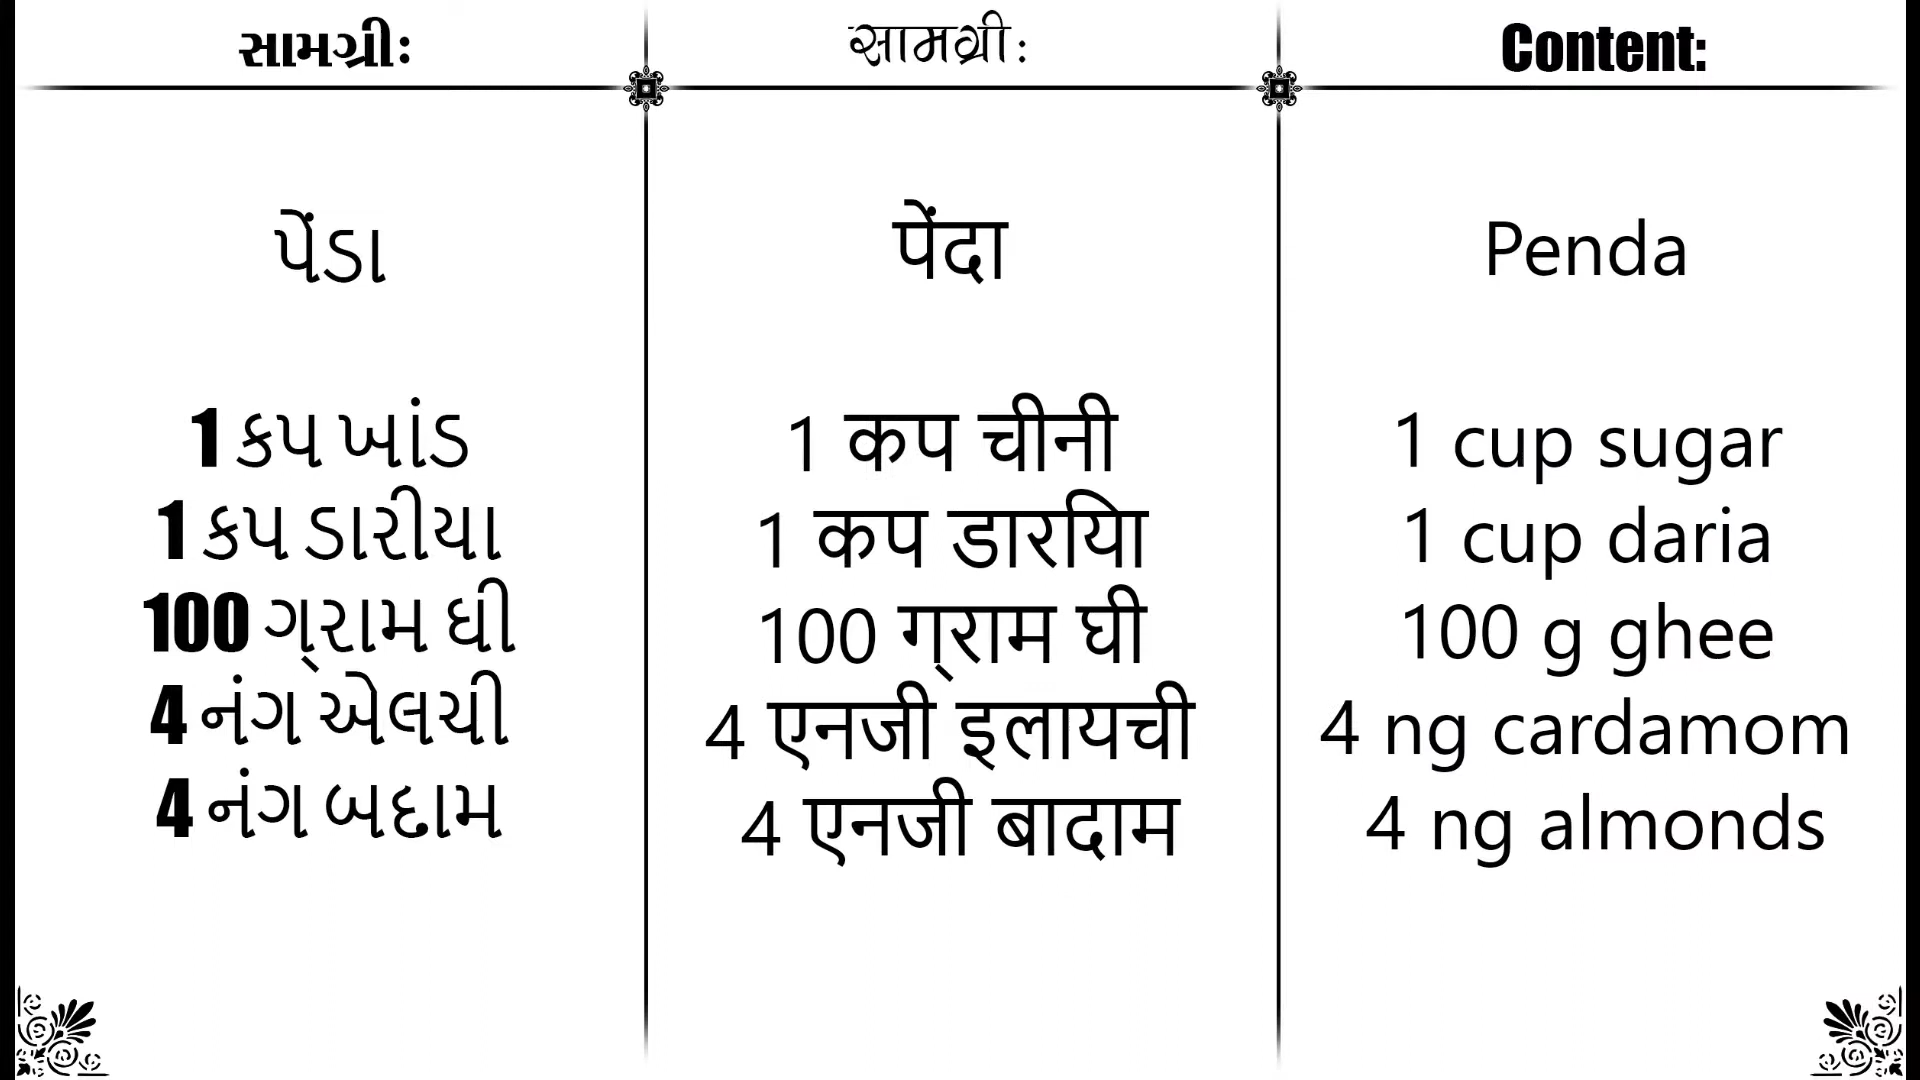 સામગ્રીઃ
પેંડા
1 કપ ખાંડ
1 કપ ડારીયા
100 ગ્‌રામ ઘી
4 નંગ એલચી
4 નંગ બદામ
सामग्री:
पेंदा
1 कप चीनी
1 कप डारयिा
100 ग्‌राम घी
4 एनजी इलायची
4 एनजी बादाम
Content:
Penda
1 cup sugar
1 cup daria
100 g ghee
4 ng cardamom
4 ng almonds